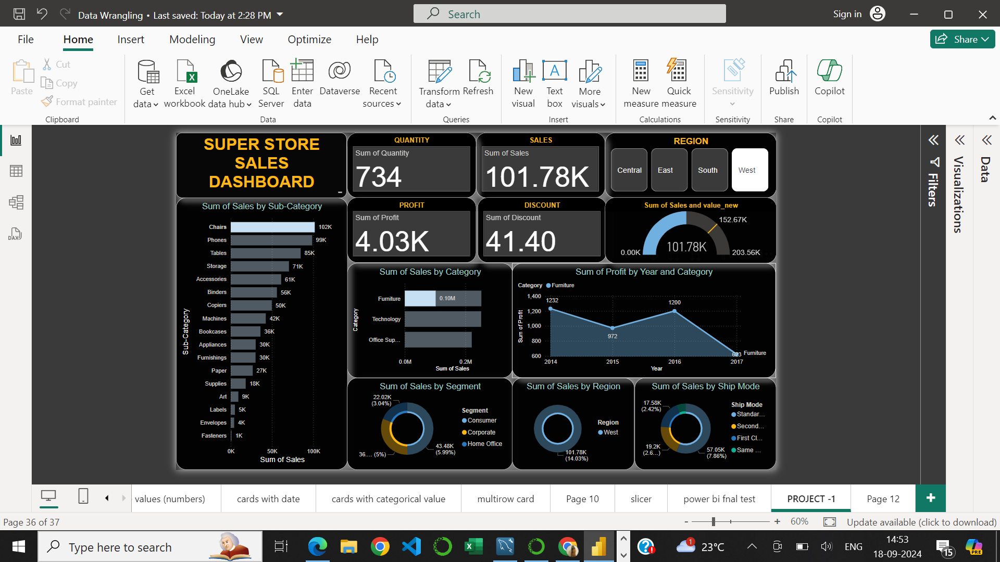 Data Wrangling • Last saved: Today at 2:28 PM
Search
Sign in
File
Home
Insert
Modeling
View
Optimize
Help
Share
Paste
Cut
Copy
Format painter
Clipboard
Get data
Excel workbook
OneLake data hub
SQL Server
Enter data
Dataverse
Recent sources
Data
Transform data
Refresh
Queries
New visual
Text box
More visuals
Insert
New measure
Quick measure
Calculations
Sensitivity
Sensitivity
Publish
Share
Copilot
Copilot
SUPER STORE
SALES
DASHBOARD
QUANTITY
Sum of Quantity
734
SALES
Sum of Sales
101.78K
REGION
Central
East
South
West
PROFIT
Sum of Profit
4.03K
DISCOUNT
Sum of Discount
41.40
Sum of Sales and value_new
152.67K
101.78K
0.00K
203.56K
Sum of Sales by Sub-Category
Sub-Category
Chairs 102K
Phones 99K
Tables 85K
Storage 71K
Accessories 61K
Binders 56K
Copiers 50K
Machines 42K
Bookcases 36K
Appliances 30K
Furnishings 30K
Paper 27K
Supplies 18K
Art 9K
Labels 5K
Envelopes 4K
Fasteners 1K
0K 50K 100K
Sum of Sales
Sum of Sales by Category
Category
Furniture 0.10M
Technology
Office Sup...
0.0M 0.2M
Sum of Sales
Sum of Profit by Year and Category
Category Furniture
Sum of Profit
1,400
1,200
1,000
800
600
1232
972
1200
Furniture
2014 2015 2016 2017
Year
Sum of Sales by Segment
22.02K
(3.04%)
36.... (5%)
43.48K
(5.99%)
Segment
Consumer
Corporate
Home Office
Sum of Sales by Region
101.78K
(14.03%)
Region
West
Sum of Sales by Ship Mode
17.58K
(2.42%)
19.2K
(2.6...)
57.05K
(7.86%)
Ship Mode
Standar...
Second...
First Cl...
Same ...
Filters
Visualizations
Data
DAX
values (numbers)
cards with date
cards with categorical value
multirow card
Page 10
slicer
power bi fnal test
PROJECT -1
Page 12
+
Page 36 of 37
- + 60%
Update available (click to download)
Type here to search
1
23°C
ENG
14:53
18-09-2024
15
PRE